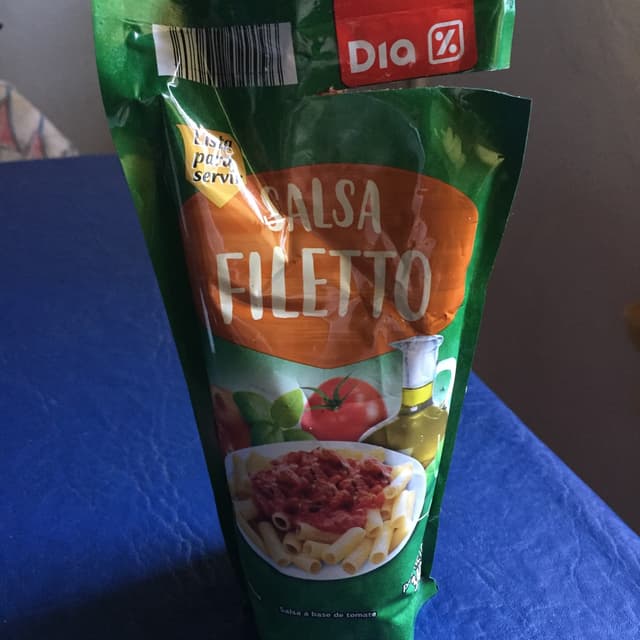 DIA %
Lista
para
servir
SALSA
FILETTO
Salsa a base de tomate